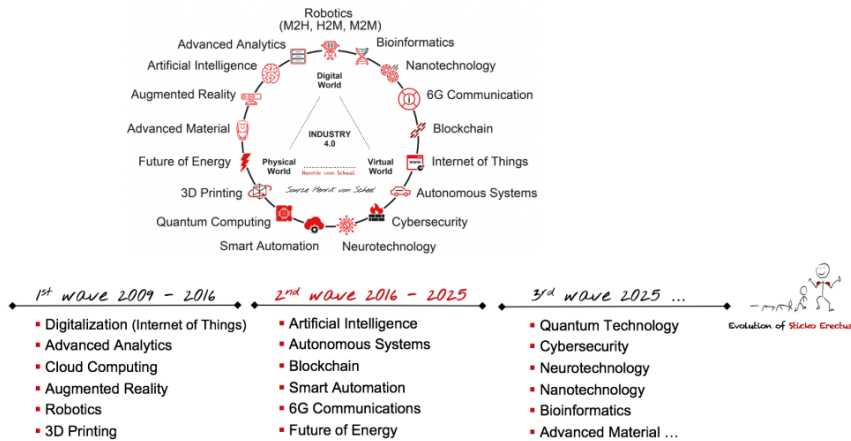 Robotics
(M2H, H2M, M2M)
Advanced Analytics
Bioinformatics
Artificial Intelligence
Nanotechnology
Digital
World
Augmented Reality
6G Communication
Advanced Material
INDUSTRY
4.0
Blockchain
Future of Energy
Physical
World
Henrik von Scheel
Virtual
World
Internet of Things
www
3D Printing
Source Henrik von Scheel
Autonomous Systems
Quantum Computing
Cybersecurity
Smart Automation
Neurotechnology
1st wave 2009 - 2016
2nd wave 2016 - 2025
3rd wave 2025 ...
▪ Digitalization (Internet of Things)
▪ Advanced Analytics
▪ Cloud Computing
▪ Augmented Reality
▪ Robotics
▪ 3D Printing
▪ Artificial Intelligence
▪ Autonomous Systems
▪ Blockchain
▪ Smart Automation
▪ 6G Communications
▪ Future of Energy
▪ Quantum Technology
▪ Cybersecurity
▪ Neurotechnology
▪ Nanotechnology
▪ Bioinformatics
▪ Advanced Material ...
Evolution of Sticko Erectus